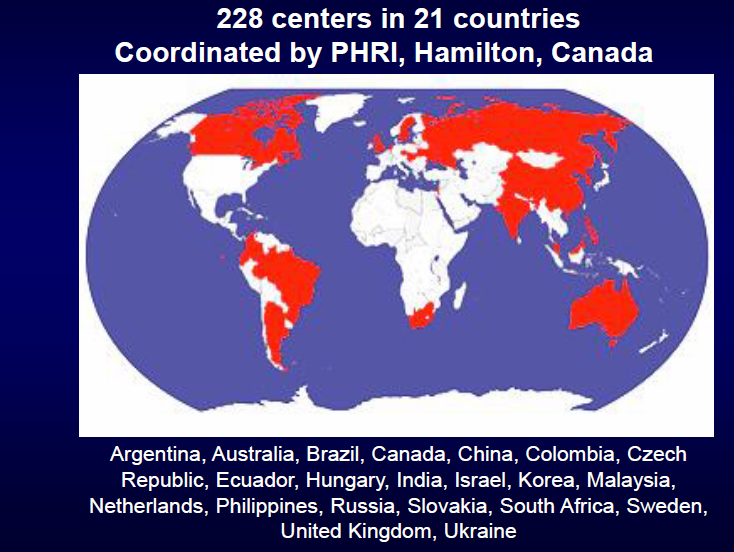 228 centers in 21 countries
Coordinated by PHRI, Hamilton, Canada
Argentina, Australia, Brazil, Canada, China, Colombia, Czech
Republic, Ecuador, Hungary, India, Israel, Korea, Malaysia,
Netherlands, Philippines, Russia, Slovakia, South Africa, Sweden,
United Kingdom, Ukraine